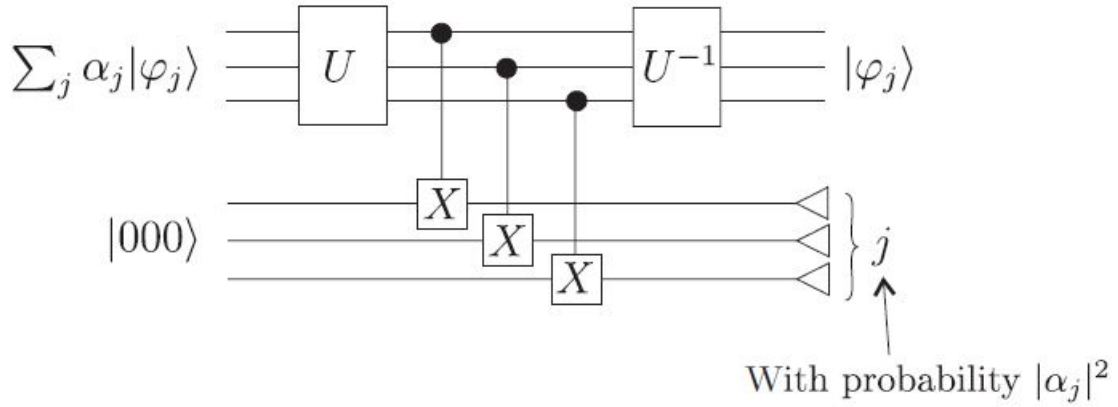 U
U⁻¹
∑ⱼ αⱼ|φⱼ⟩
|φⱼ⟩
X
|000⟩
X
j
X
With probability |αⱼ|²